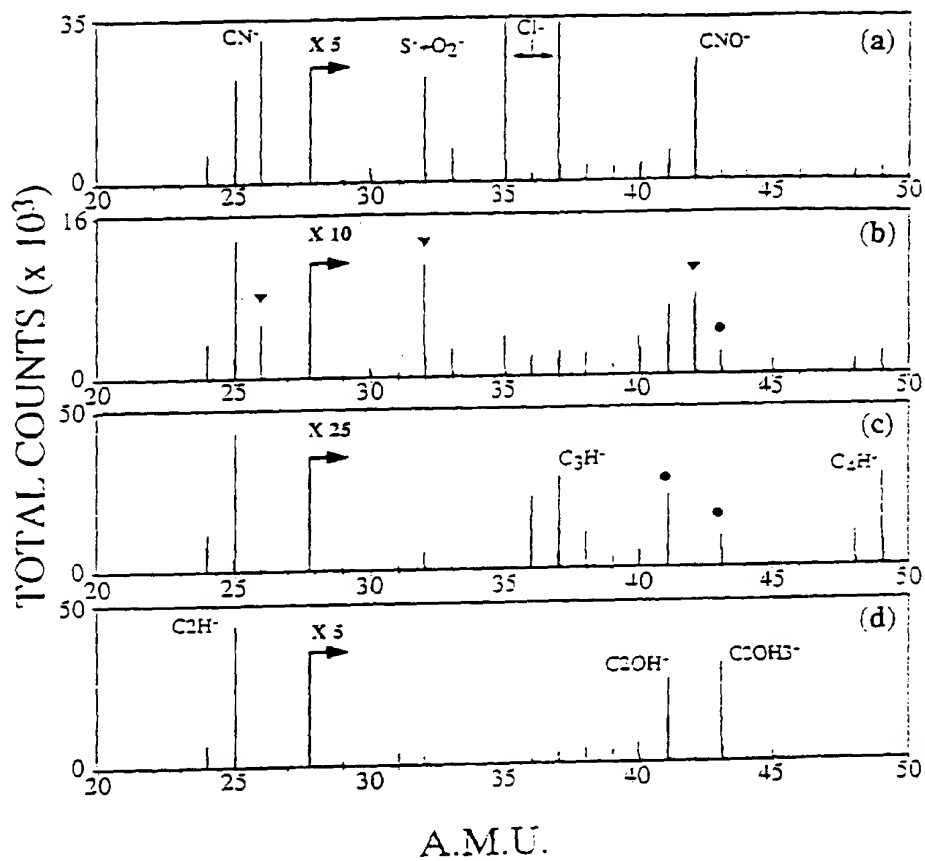 TOTAL COUNTS (x 10³)
35
CN⁻
X 5
S⁻+O₂⁻
Cl⁻
CNO⁻
(a)
0
20 25 30 35 40 45 50
16
X 10
(b)
0
20 25 30 35 40 45 50
50
X 25
C₃H⁻
C₄H⁻
(c)
0
20 25 30 35 40 45 50
50
C2H⁻
X 5
C2OH⁻
C2OH3⁻
(d)
0
20 25 30 35 40 45 50
A.M.U.